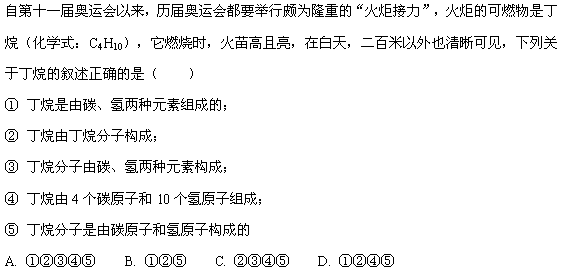 自第十一届奥运会以来，历届奥运会都要举行颇为隆重的“火炬接力”，火炬的可燃物是丁
烷（化学式：C₄H₁₀），它燃烧时，火苗高且亮，在白天，二百米以外也清晰可见，下列关
于丁烷的叙述正确的是（　　）
① 丁烷是由碳、氢两种元素组成的；
② 丁烷由丁烷分子构成；
③ 丁烷分子由碳、氢两种元素构成；
④ 丁烷由 4 个碳原子和 10 个氢原子组成；
⑤ 丁烷分子是由碳原子和氢原子构成的
A. ①②③④⑤　　B. ①②⑤　　C. ②③④⑤　　D. ①②④⑤